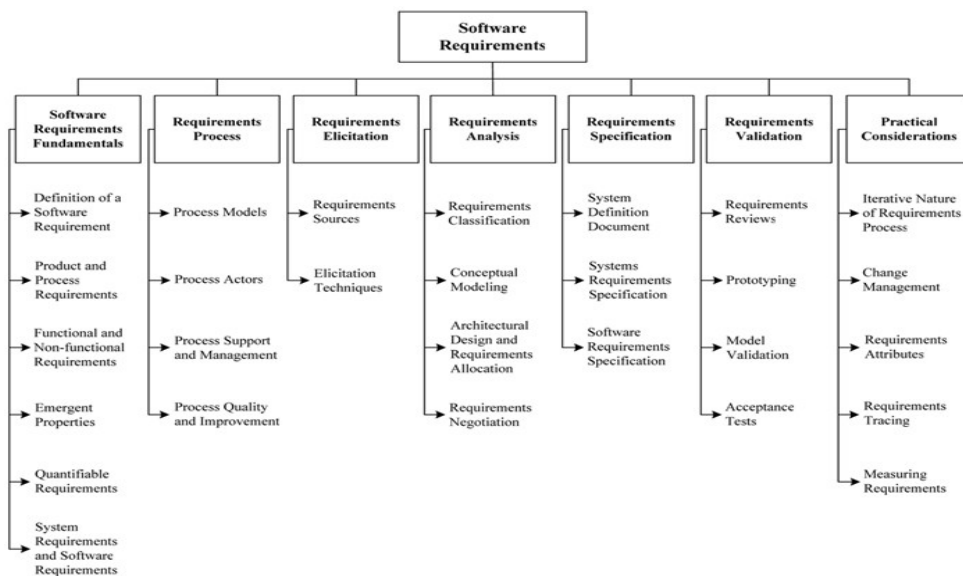 Software
Requirements
Software
Requirements
Fundamentals
Requirements
Process
Requirements
Elicitation
Requirements
Analysis
Requirements
Specification
Requirements
Validation
Practical
Considerations
Definition of a
Software
Requirement
Product and
Process
Requirements
Functional and
Non-functional
Requirements
Emergent
Properties
Quantifiable
Requirements
System
Requirements
and Software
Requirements
Process Models
Process Actors
Process Support
and Management
Process Quality
and Improvement
Requirements
Sources
Elicitation
Techniques
Requirements
Classification
Conceptual
Modeling
Architectural
Design and
Requirements
Allocation
Requirements
Negotiation
System
Definition
Document
Systems
Requirements
Specification
Software
Requirements
Specification
Requirements
Reviews
Prototyping
Model
Validation
Acceptance
Tests
Iterative Nature
of Requirements
Process
Change
Management
Requirements
Attributes
Requirements
Tracing
Measuring
Requirements